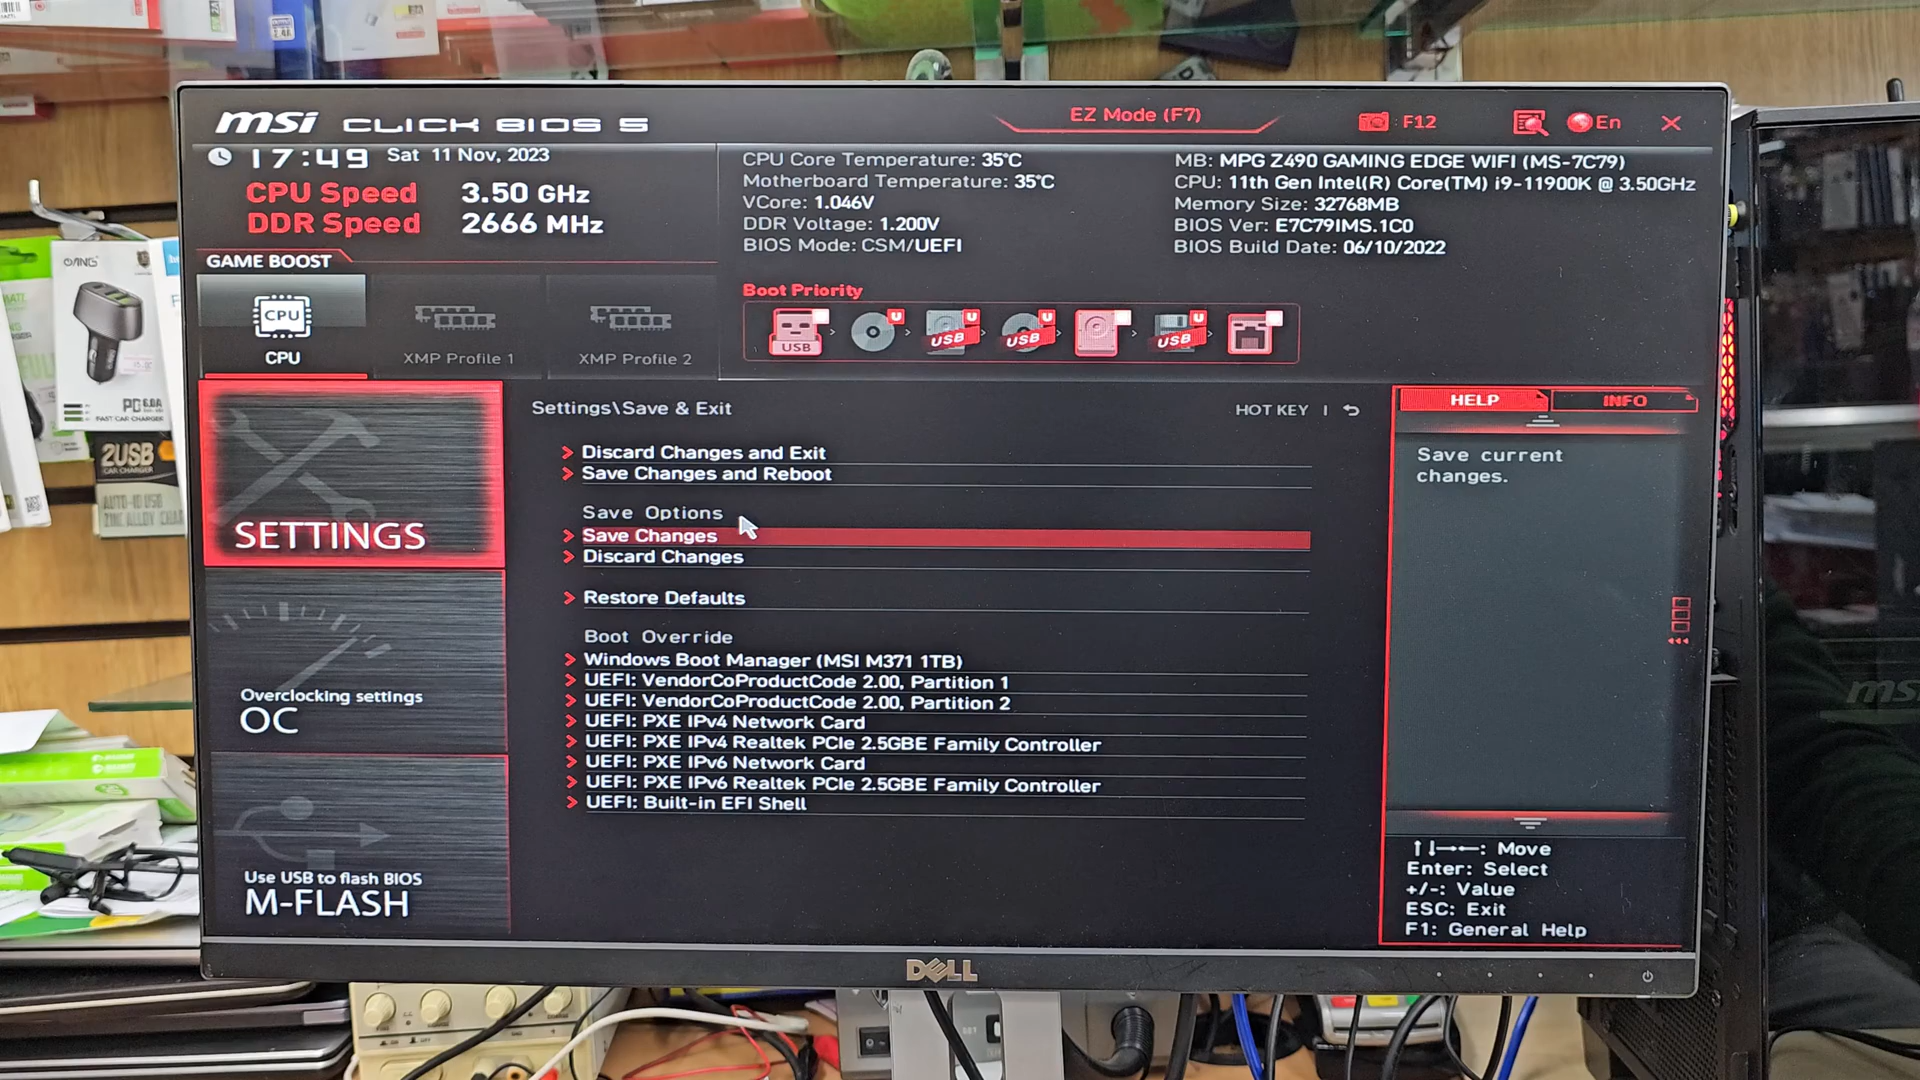 msi CLICK BIOS 5
EZ Mode (F7)
: F12
En
17:49 Sat 11 Nov, 2023
CPU Speed 3.50 GHz
DDR Speed 2666 MHz
CPU Core Temperature: 35°C
Motherboard Temperature: 35°C
VCore: 1.046V
DDR Voltage: 1.200V
BIOS Mode: CSM/UEFI
MB: MPG Z490 GAMING EDGE WIFI (MS-7C79)
CPU: 11th Gen Intel(R) Core(TM) i9-11900K @ 3.50GHz
Memory Size: 32768MB
BIOS Ver: E7C79IMS.1C0
BIOS Build Date: 06/10/2022
GAME BOOST
CPU
CPU
XMP Profile 1
XMP Profile 2
Boot Priority
USB
U
USB
U
USB
U
USB
U
SETTINGS
Overclocking settings
OC
Use USB to flash BIOS
M-FLASH
Settings\Save & Exit
HOT KEY
Discard Changes and Exit
Save Changes and Reboot
Save Options
Save Changes
Discard Changes
Restore Defaults
Boot Override
Windows Boot Manager (MSI M371 1TB)
UEFI: VendorCoProductCode 2.00, Partition 1
UEFI: VendorCoProductCode 2.00, Partition 2
UEFI: PXE IPv4 Network Card
UEFI: PXE IPv4 Realtek PCIe 2.5GBE Family Controller
UEFI: PXE IPv6 Network Card
UEFI: PXE IPv6 Realtek PCIe 2.5GBE Family Controller
UEFI: Built-in EFI Shell
HELP
INFO
Save current
changes.
↑↓→←: Move
Enter: Select
+/-: Value
ESC: Exit
F1: General Help
DELL
msi
FAST CAR CHARGER
2USB
CAR CHARGER
AUTO-ID USB